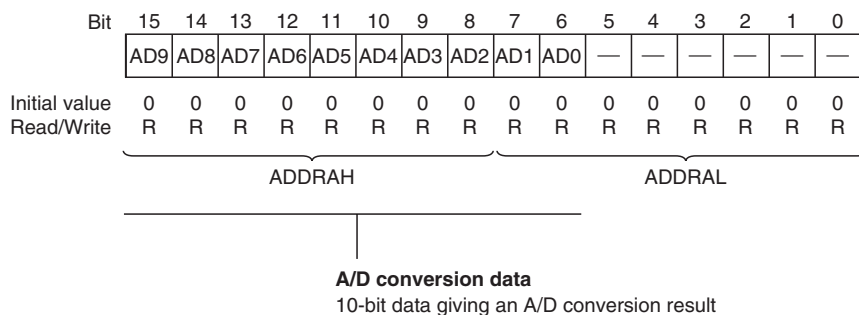 Bit 15 14 13 12 11 10 9 8 7 6 5 4 3 2 1 0
AD9 AD8 AD7 AD6 AD5 AD4 AD3 AD2 AD1 AD0 — — — — — —
Initial value 0 0 0 0 0 0 0 0 0 0 0 0 0 0 0 0
Read/Write R R R R R R R R R R R R R R R R
ADDRAH ADDRAL
A/D conversion data
10-bit data giving an A/D conversion result